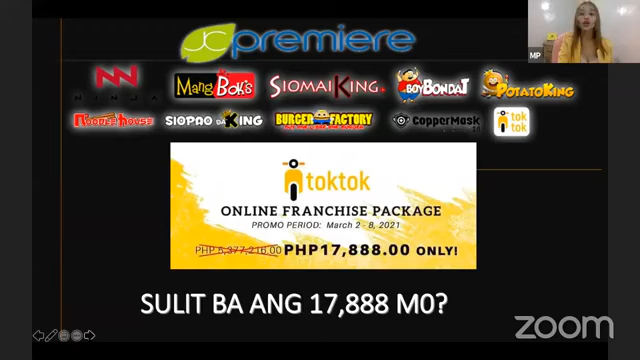 JC premiere
MP
NINJA
Mang Bok's
SIOMAI KING
BOY BONDAT
POTATO KING
NOODLE HOUSE
SIOPAO DA KING
BURGER FACTORY
COPPERMASK
tok
tok
toktok
ONLINE FRANCHISE PACKAGE
PROMO PERIOD: March 2 - 8, 2021
PHP17,888.00 ONLY!
SULIT BA ANG 17,888 M0?
zoom